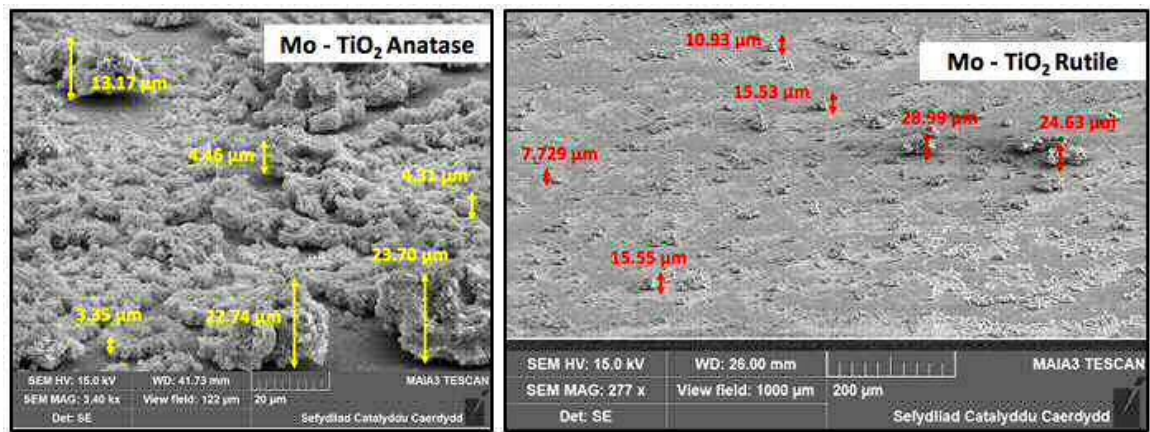 Mo - TiO₂ Anatase
13.17 µm
4.46 µm
4.31 µm
23.70 µm
3.35 µm
22.74 µm
SEM HV: 15.0 kV WD: 41.73 mm MAIA3 TESCAN
SEM MAG: 3.40 kx View field: 122 µm 20 µm
Det: SE Sefydliad Catalyddu Caerdydd
Mo - TiO₂ Rutile
10.93 µm
15.53 µm
28.99 µm
24.63 µm
7.729 µm
15.55 µm
SEM HV: 15.0 kV WD: 26.00 mm MAIA3 TESCAN
SEM MAG: 277 x View field: 1000 µm 200 µm
Det: SE Sefydliad Catalyddu Caerdydd